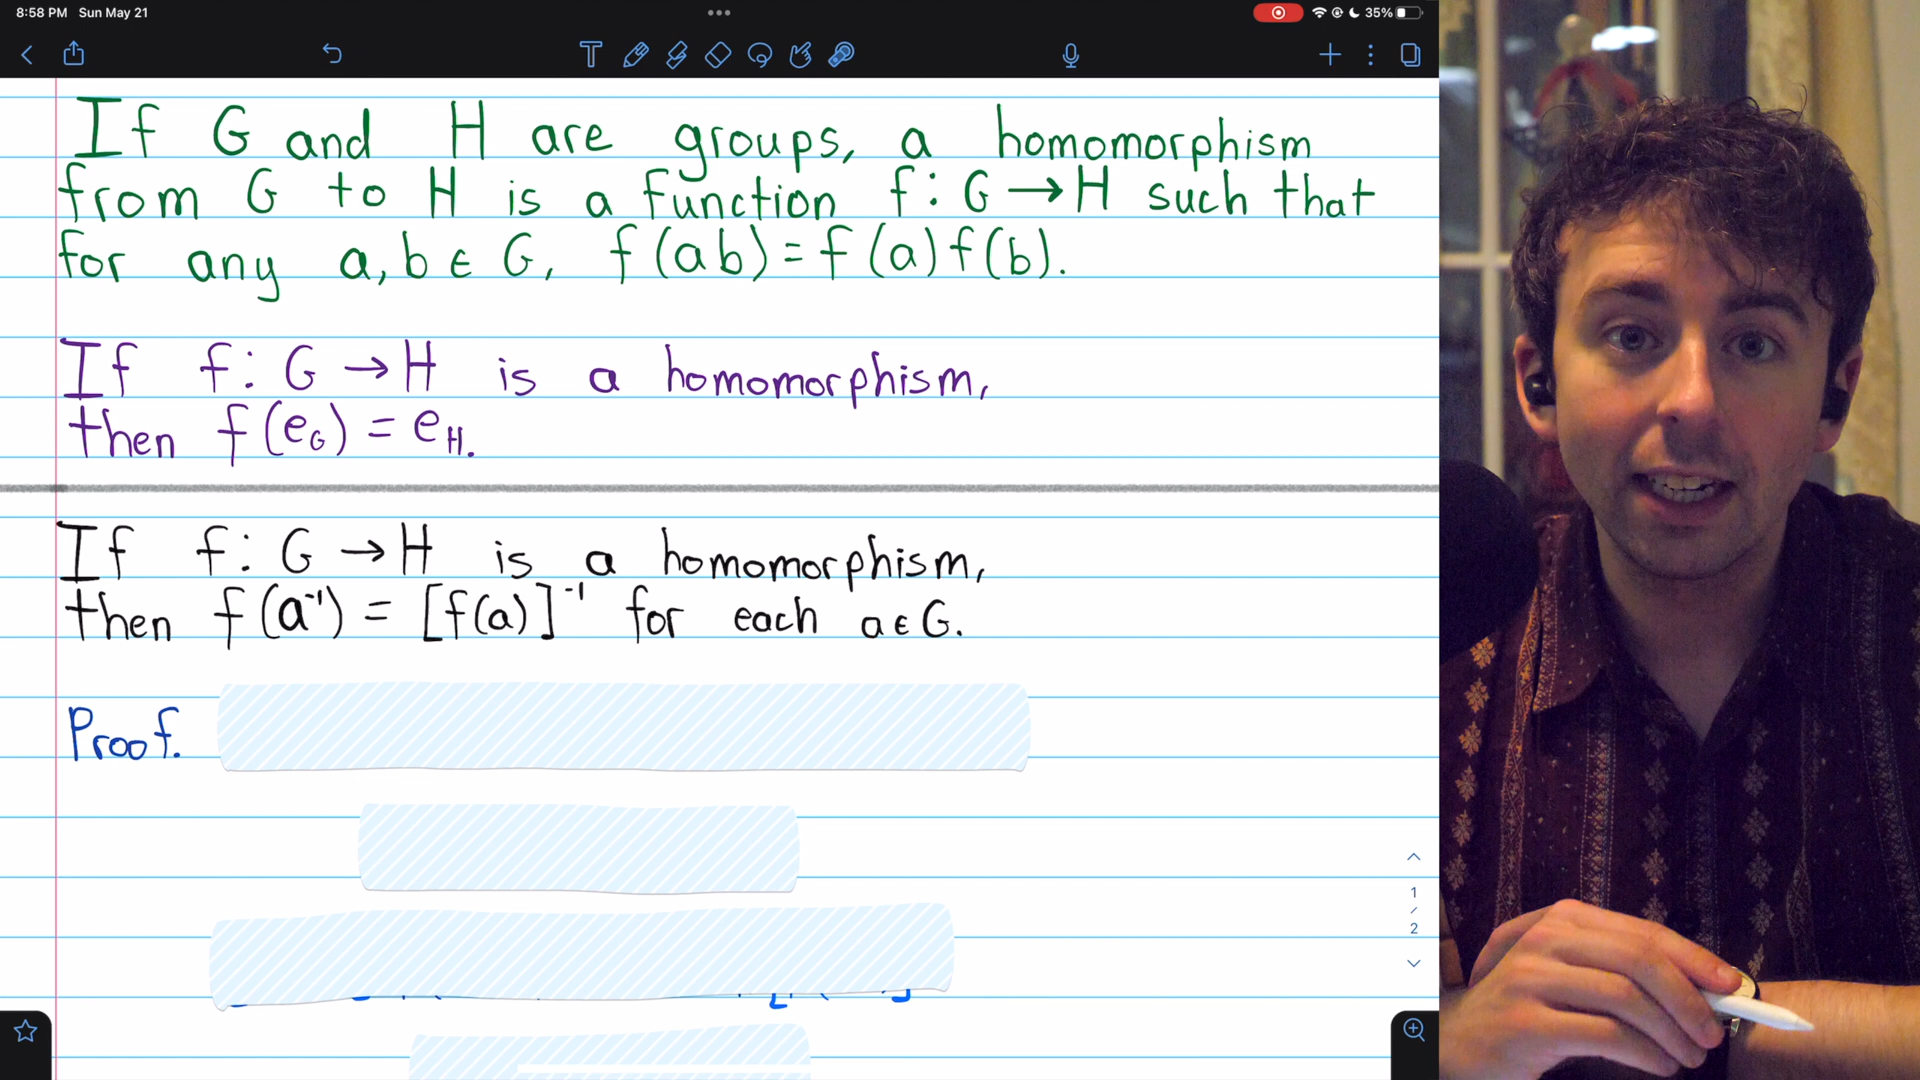 8:58 PM Sun May 21
35%
If G and H are groups, a homomorphism
from G to H is a function f: G → H such that
for any a, b ∈ G, f(ab) = f(a)f(b).
If f: G → H is a homomorphism,
then f(e_G) = e_H.
If f: G → H is a homomorphism,
then f(a⁻¹) = [f(a)]⁻¹ for each a ∈ G.
Proof.
1
/
2